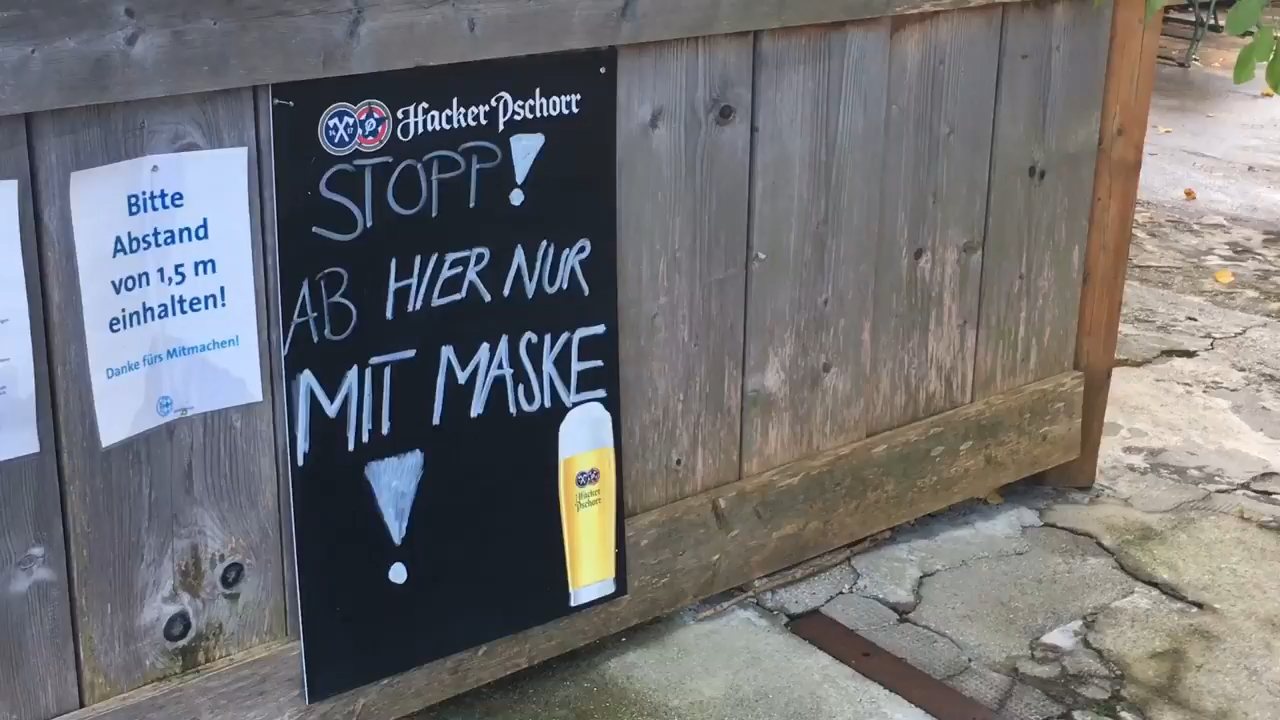 Bitte
Abstand
von 1,5 m
einhalten!
Danke fürs Mitmachen!
Hacker Pschorr
STOPP!
AB HIER NUR
MIT MASKE
!
Hacker
Pschorr